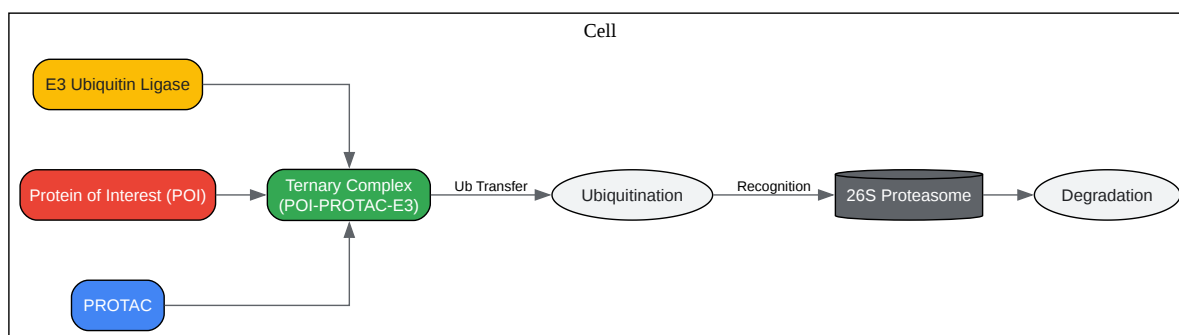 Cell
E3 Ubiquitin Ligase
Protein of Interest (POI)
Ternary Complex
(POI-PROTAC-E3)
Ub Transfer
Ubiquitination
Recognition
26S Proteasome
Degradation
PROTAC